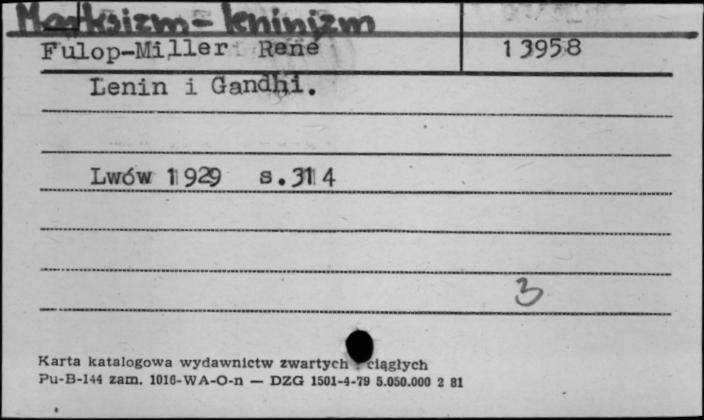 Marksizm-leninizm
Fulop-Miller René 13958
Lenin i Gandhi.
Lwów 1929 s.314
3
Karta katalogowa wydawnictw zwartych ciągłych
Pu-B-144 zam. 1016-WA-O-n — DZG 1501-4-79 5.050.000 2 81